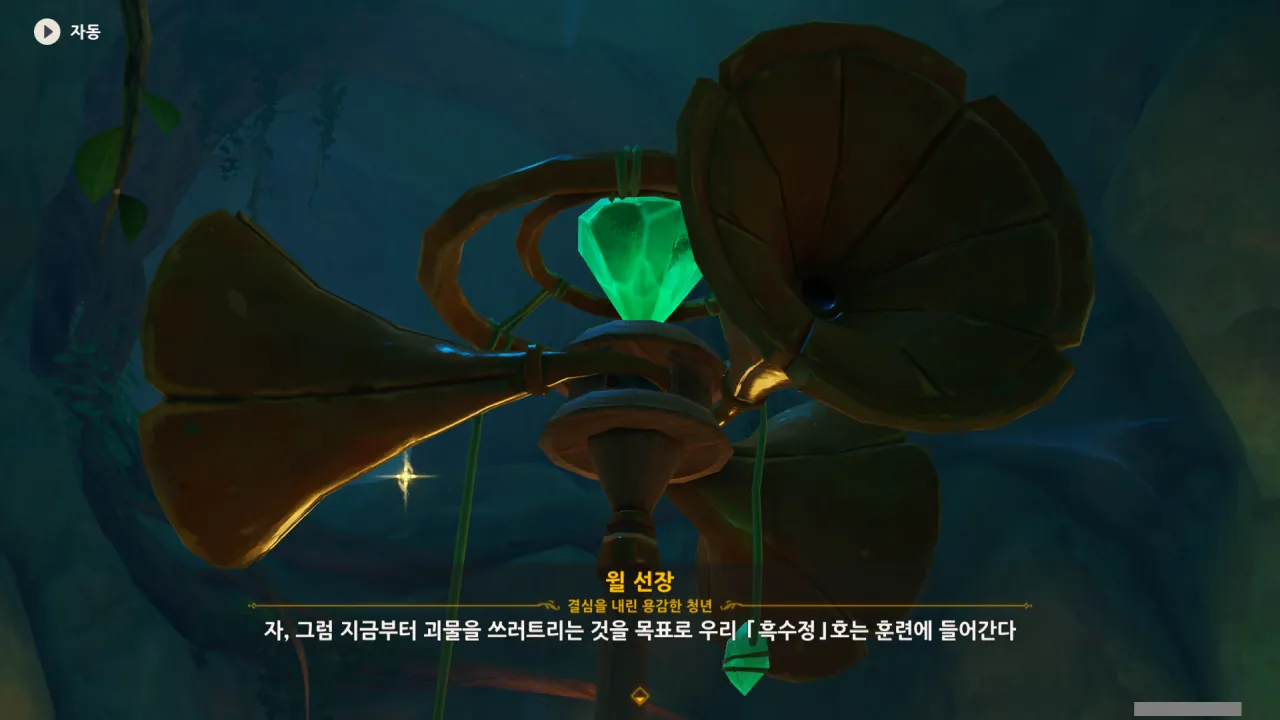 자동
윌 선장
결심을 내린 용감한 청년
자, 그럼 지금부터 괴물을 쓰러트리는 것을 목표로 우리 「흑수정」호는 훈련에 들어간다